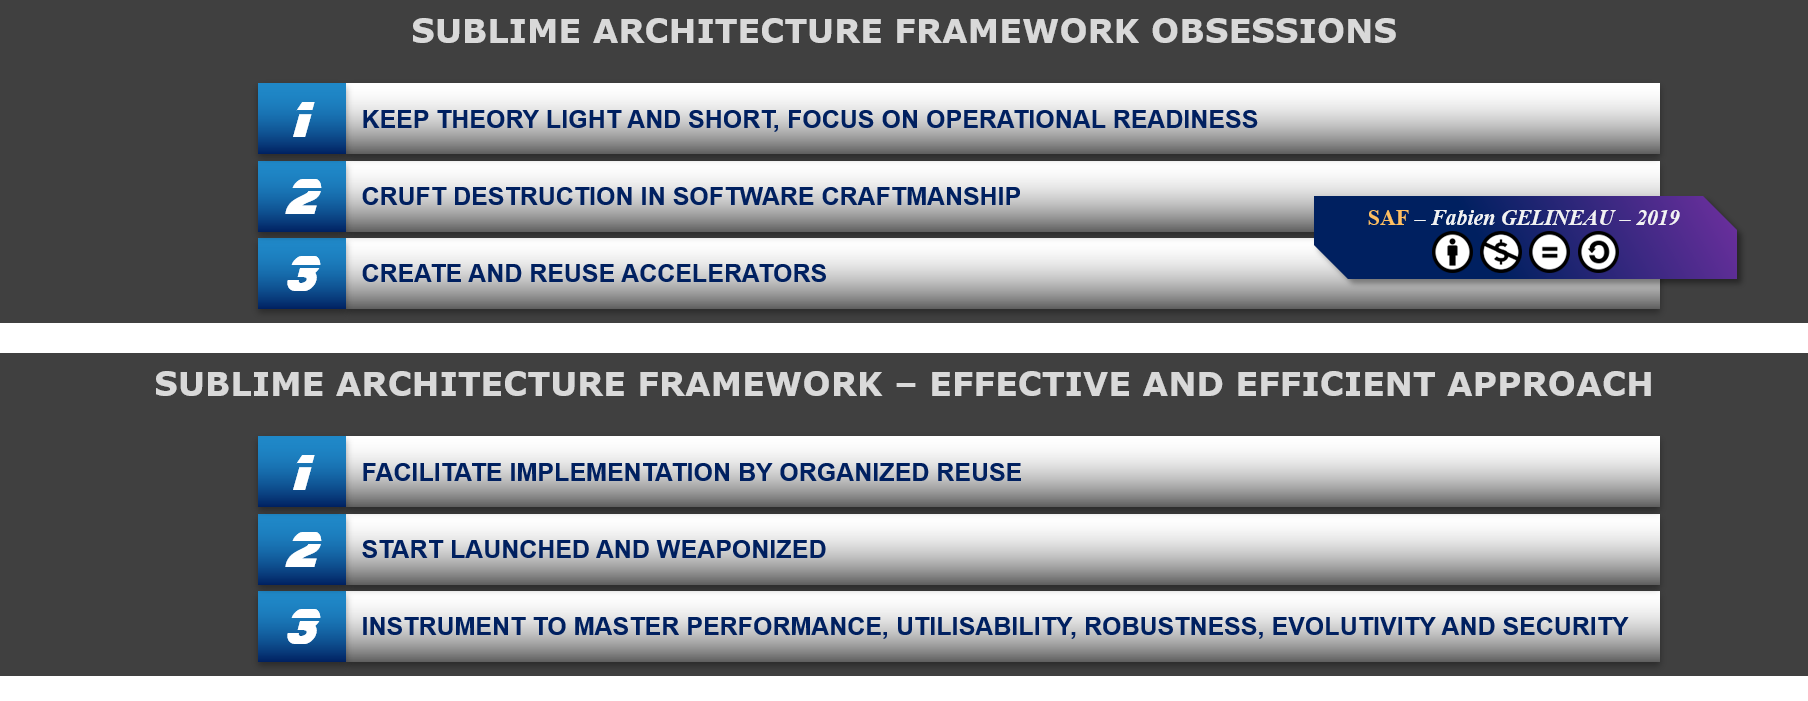 SUBLIME ARCHITECTURE FRAMEWORK OBSESSIONS
1 KEEP THEORY LIGHT AND SHORT, FOCUS ON OPERATIONAL READINESS
2 CRUFT DESTRUCTION IN SOFTWARE CRAFTMANSHIP
SAF – Fabien GELINEAU – 2019
3 CREATE AND REUSE ACCELERATORS
SUBLIME ARCHITECTURE FRAMEWORK – EFFECTIVE AND EFFICIENT APPROACH
1 FACILITATE IMPLEMENTATION BY ORGANIZED REUSE
2 START LAUNCHED AND WEAPONIZED
3 INSTRUMENT TO MASTER PERFORMANCE, UTILISABILITY, ROBUSTNESS, EVOLUTIVITY AND SECURITY